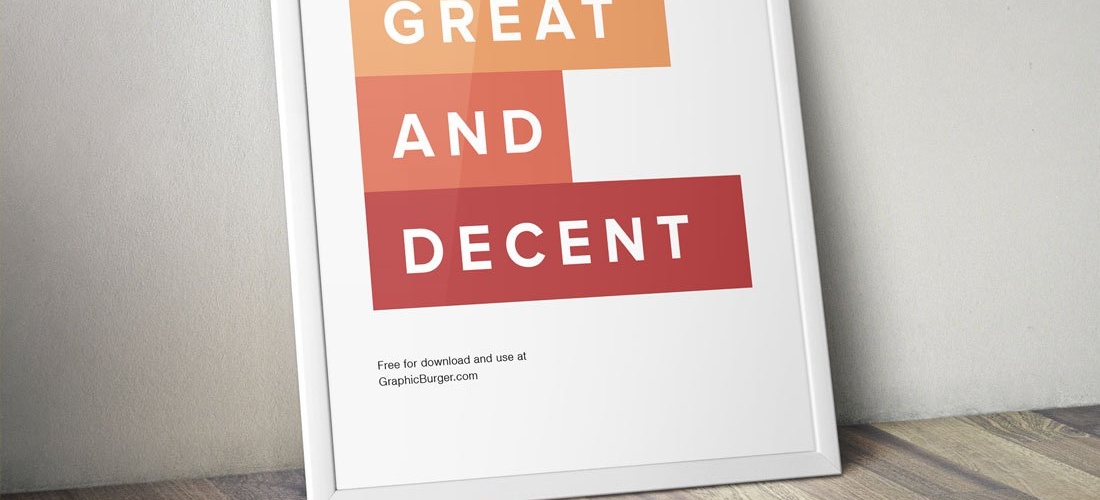 GREAT
AND
DECENT
Free for download and use at
GraphicBurger.com